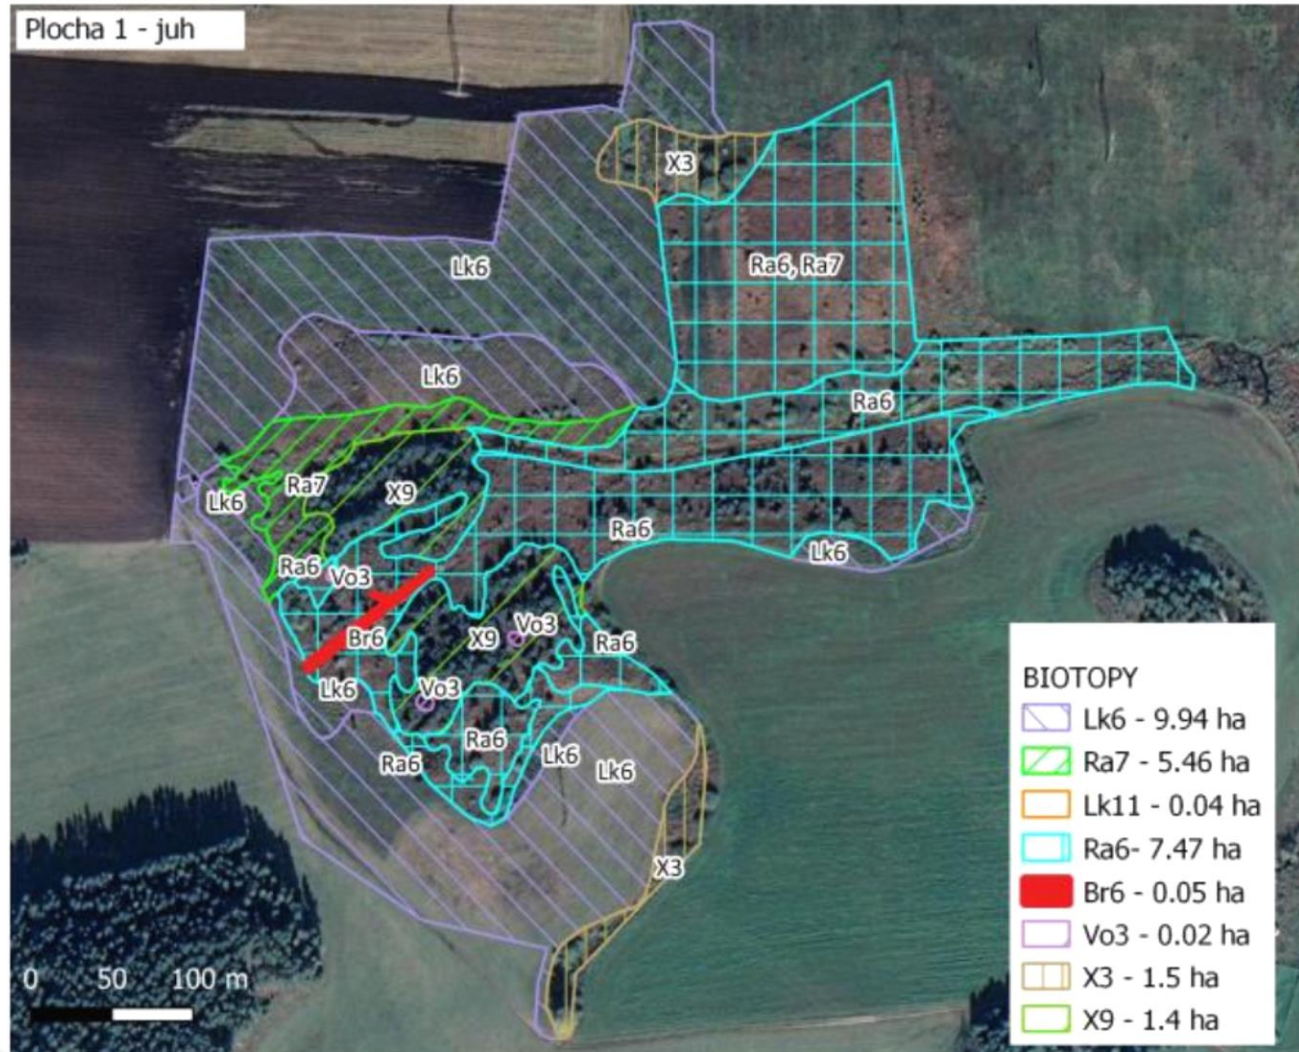 Plocha 1 - juh
X3
Lk6
Ra6, Ra7
Lk6
Ra6
Ra7
X9
Lk6
Ra6
Lk6
Ra6
Vo3
Br6
X9
Vo3
Ra6
Lk6
Vo3
Ra6
Ra6
Lk6
Lk6
X3
BIOTOPY
Lk6 - 9.94 ha
Ra7 - 5.46 ha
Lk11 - 0.04 ha
Ra6- 7.47 ha
Br6 - 0.05 ha
Vo3 - 0.02 ha
X3 - 1.5 ha
X9 - 1.4 ha
0 50 100 m